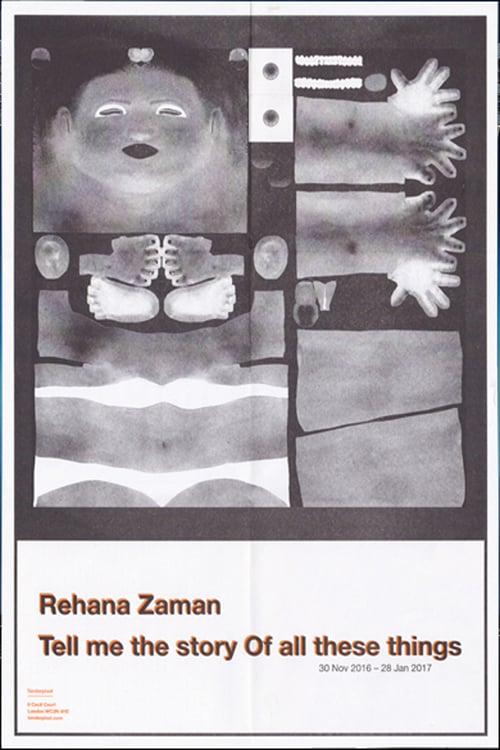 Rehana Zaman
Tell me the story Of all these things
30 Nov 2016 – 28 Jan 2017
Tenderpixel
8 Cecil Court
London WC2N 4HE
tenderpixel.com